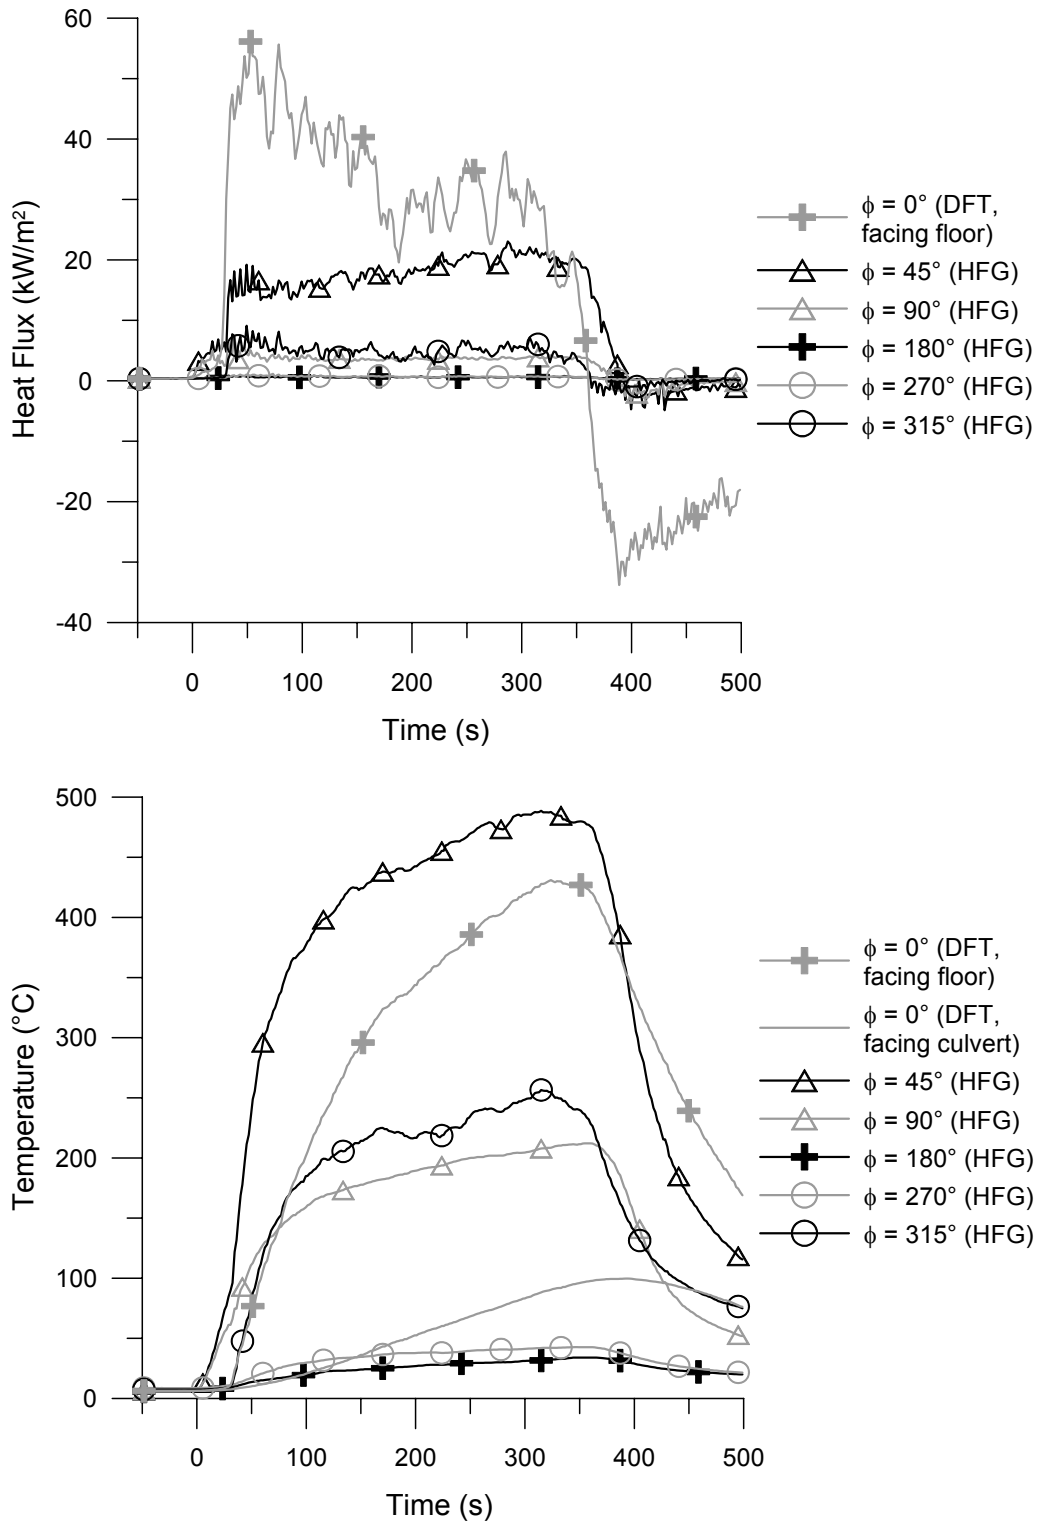 60
40
20
0
-20
-40
Heat Flux (kW/m²)
0 100 200 300 400 500
Time (s)
ϕ = 0° (DFT,
facing floor)
ϕ = 45° (HFG)
ϕ = 90° (HFG)
ϕ = 180° (HFG)
ϕ = 270° (HFG)
ϕ = 315° (HFG)
500
400
300
200
100
0
Temperature (°C)
0 100 200 300 400 500
Time (s)
ϕ = 0° (DFT,
facing floor)
ϕ = 0° (DFT,
facing culvert)
ϕ = 45° (HFG)
ϕ = 90° (HFG)
ϕ = 180° (HFG)
ϕ = 270° (HFG)
ϕ = 315° (HFG)